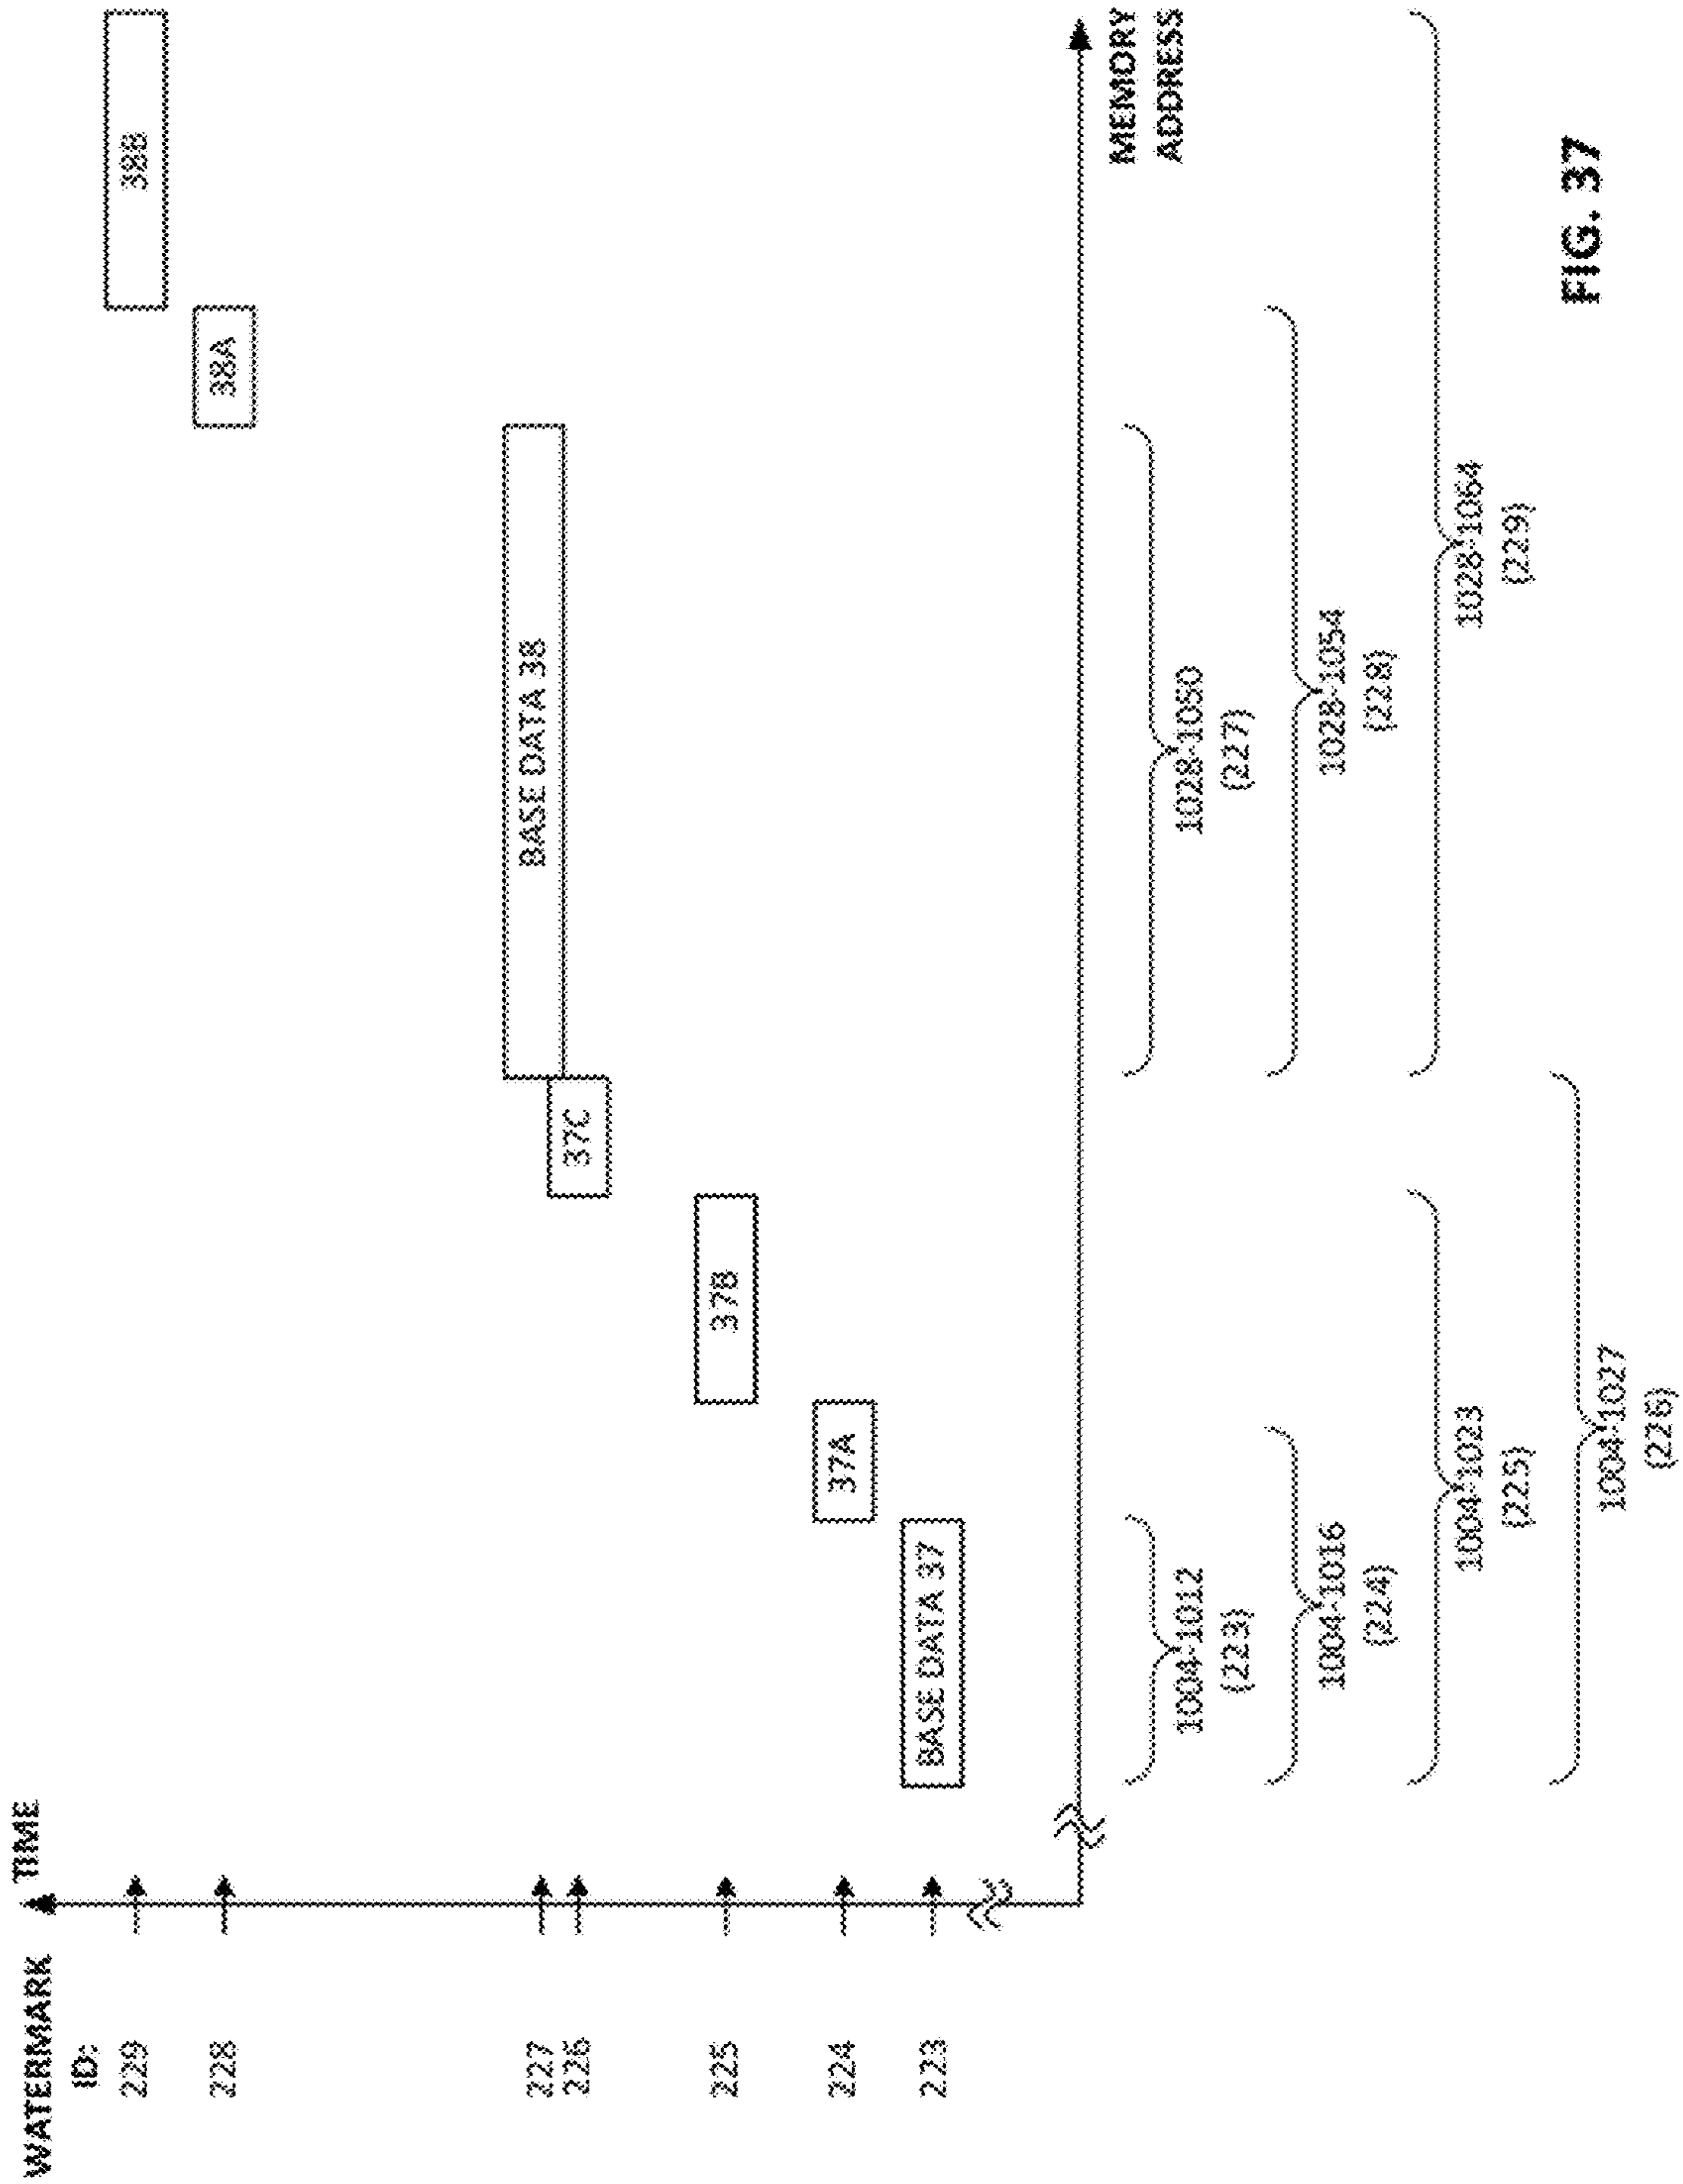 WATERMARK
ID:
TIME
229
228
227
226
225
224
223
38B
38A
BASE DATA 38
37C
37B
37A
BASE DATA 37
MEMORY
ADDRESS
1004-1012
(223)
1028-1050
(227)
1004-1016
(224)
1028-1054
(228)
1004-1023
(225)
1028-1064
(229)
1004-1027
(226)
FIG. 37